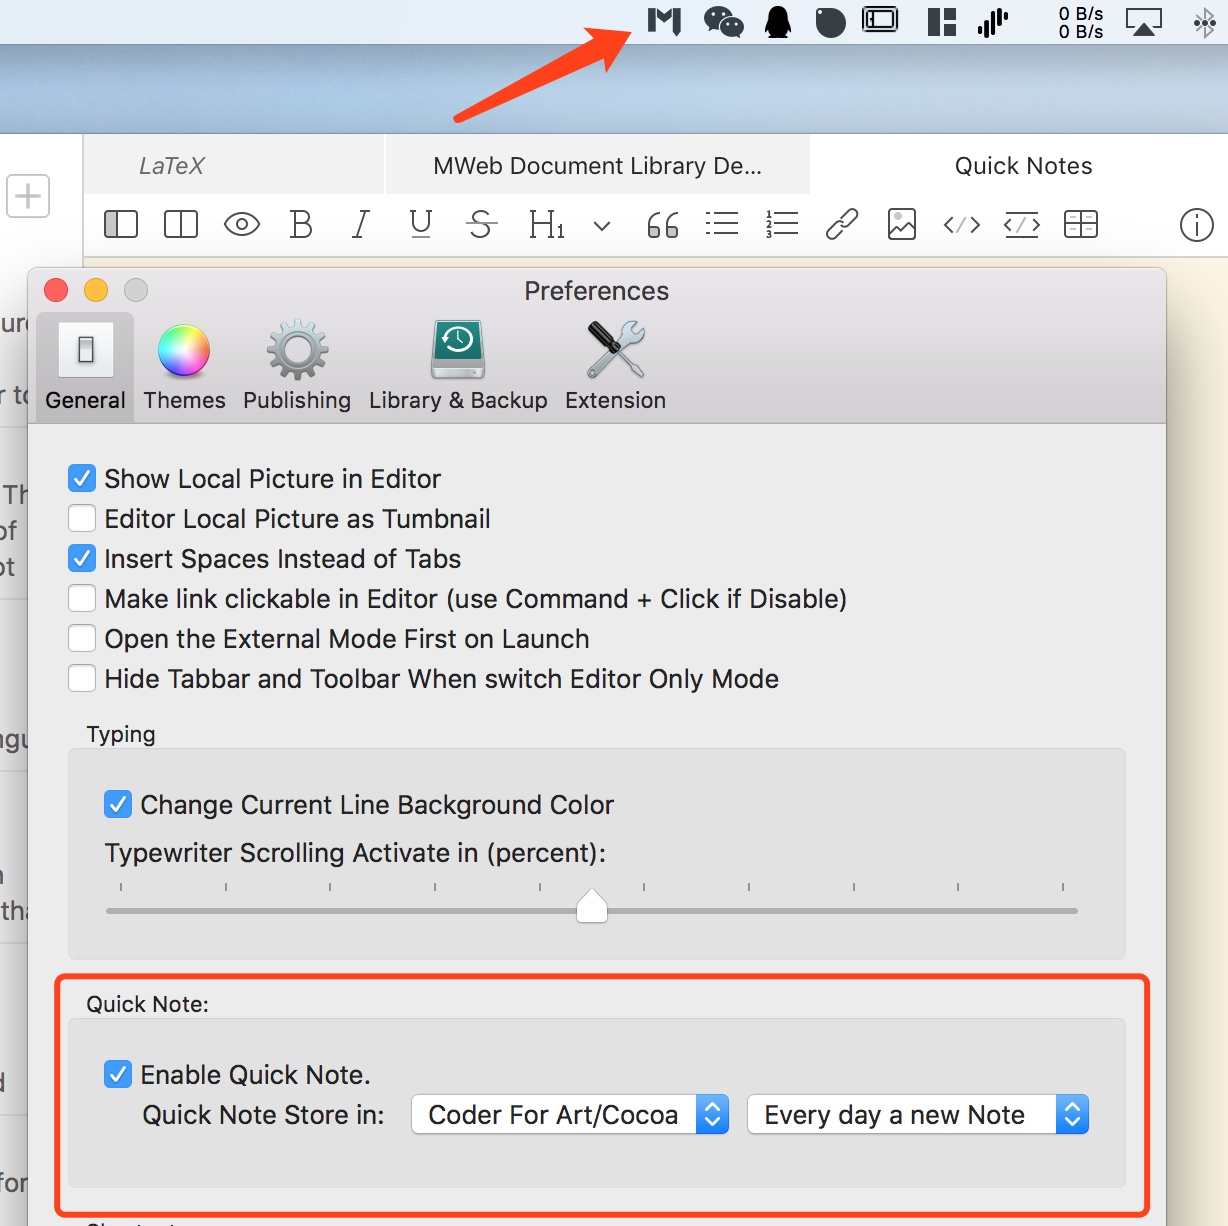 0 B/s
0 B/s
LaTeX
MWeb Document Library De...
Quick Notes
B I U S H1
Preferences
General
Themes
Publishing
Library & Backup
Extension
Show Local Picture in Editor
Editor Local Picture as Tumbnail
Insert Spaces Instead of Tabs
Make link clickable in Editor (use Command + Click if Disable)
Open the External Mode First on Launch
Hide Tabbar and Toolbar When switch Editor Only Mode
Typing
Change Current Line Background Color
Typewriter Scrolling Activate in (percent):
Quick Note:
Enable Quick Note.
Quick Note Store in:
Coder For Art/Cocoa
Every day a new Note